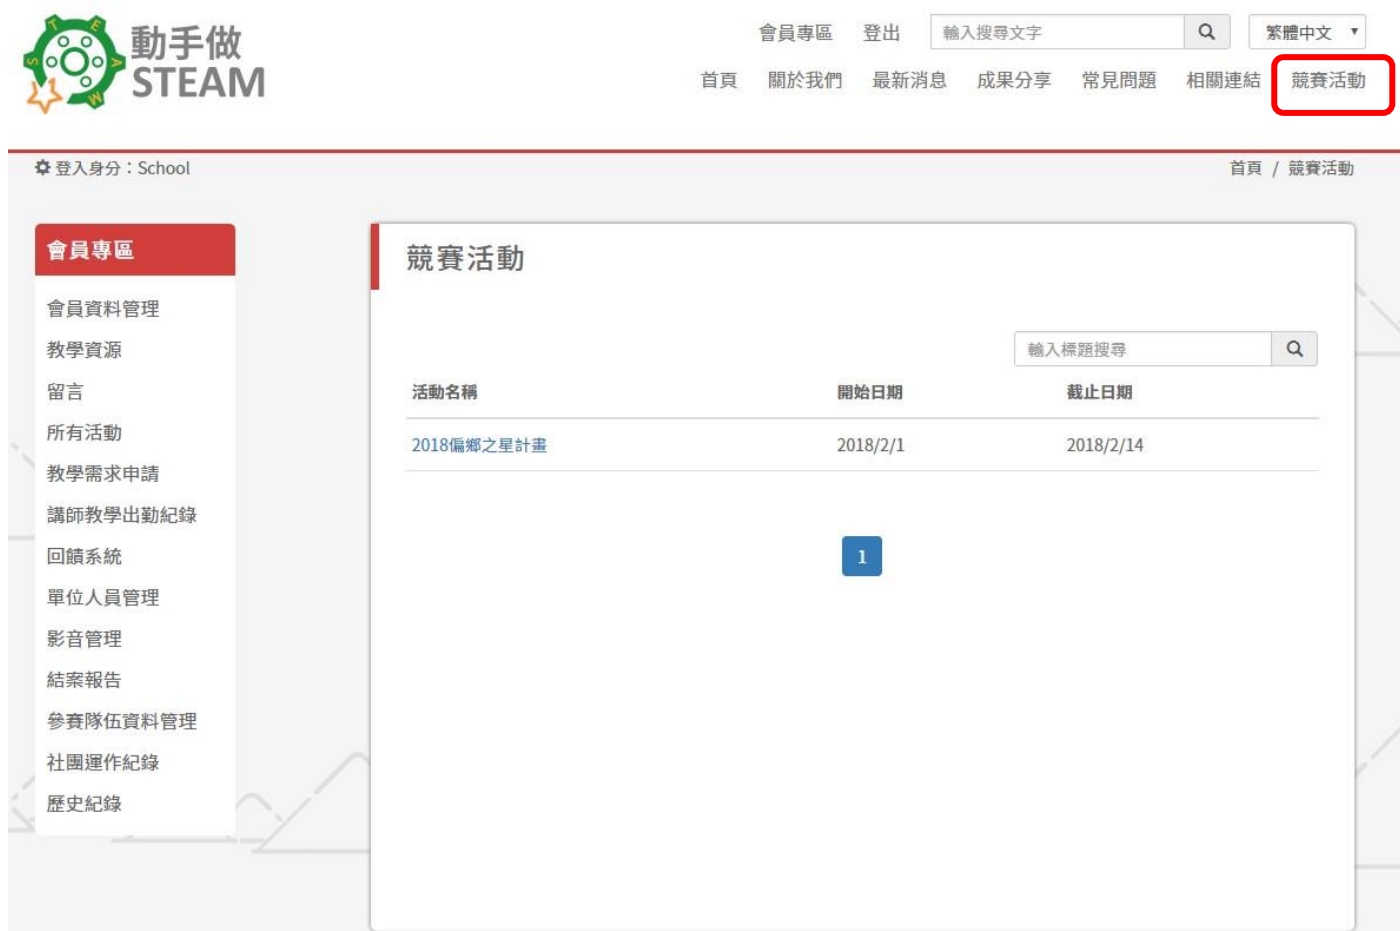 動手做
STEAM
會員專區 登出 輸入搜尋文字 繁體中文
首頁 關於我們 最新消息 成果分享 常見問題 相關連結 競賽活動
登入身分：School 首頁 / 競賽活動
會員專區
會員資料管理
教學資源
留言
所有活動
教學需求申請
講師教學出勤紀錄
回饋系統
單位人員管理
影音管理
結案報告
參賽隊伍資料管理
社團運作紀錄
歷史紀錄
競賽活動
輸入標題搜尋
活動名稱 開始日期 截止日期
2018偏鄉之星計畫 2018/2/1 2018/2/14
1